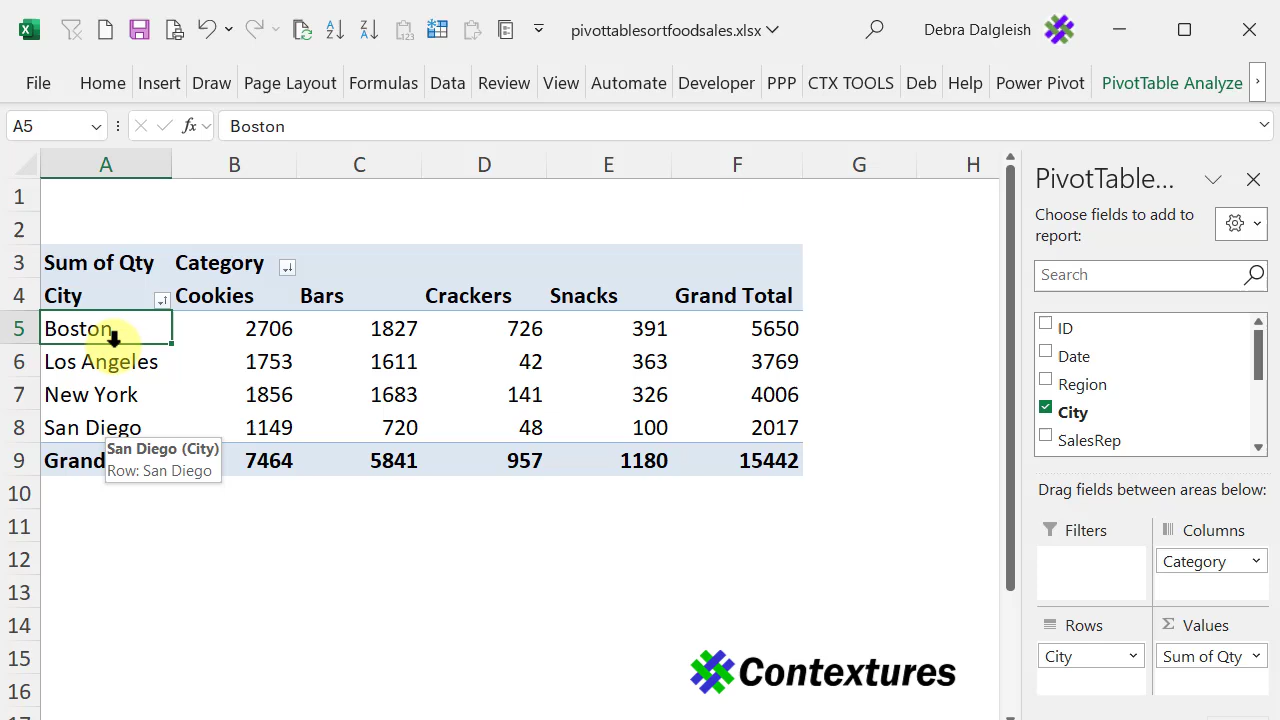 pivottablesortfoodsales.xlsx
Debra Dalgleish
File Home Insert Draw Page Layout Formulas Data Review View Automate Developer PPP CTX TOOLS Deb Help Power Pivot PivotTable Analyze
A5 fx Boston
A B C D E F G H
1
2
3 Sum of Qty Category
4 City Cookies Bars Crackers Snacks Grand Total
5 Boston 2706 1827 726 391 5650
6 Los Angeles 1753 1611 42 363 3769
7 New York 1856 1683 141 326 4006
8 San Diego 1149 720 48 100 2017
9 Grand 7464 5841 957 1180 15442
San Diego (City)
Row: San Diego
10
11
12
13
14
15
16
17
Contextures
PivotTable...
Choose fields to add to
report:
Search
ID
Date
Region
City
SalesRep
Drag fields between areas below:
Filters
Columns
Category
Rows
City
Σ Values
Sum of Qty